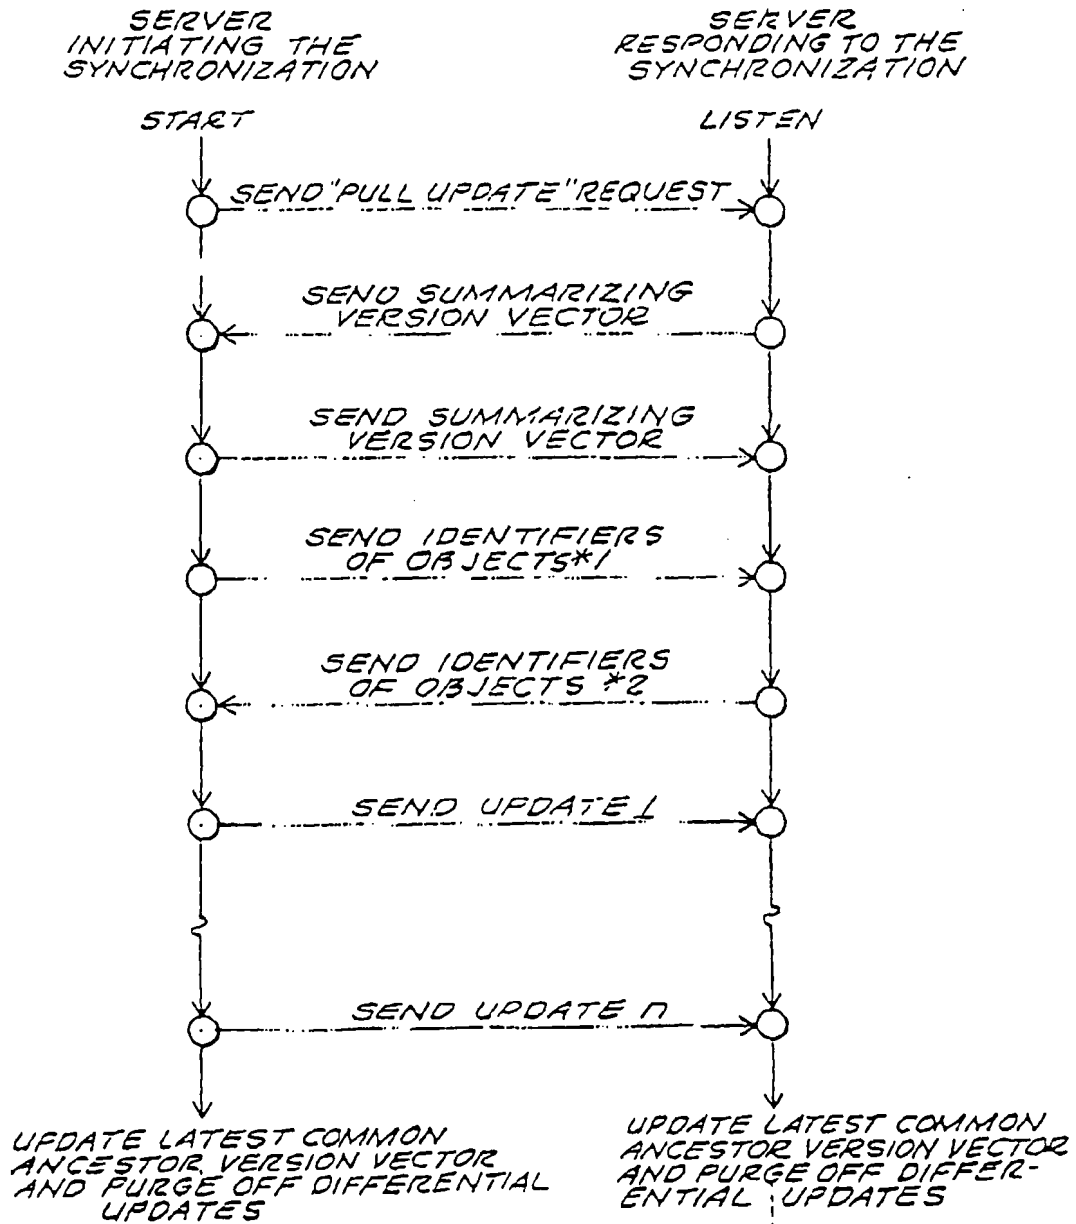 SERVER
INITIATING THE
SYNCHRONIZATION
SERVER
RESPONDING TO THE
SYNCHRONIZATION
START
LISTEN
SEND "PULL UPDATE" REQUEST
SEND SUMMARIZING
VERSION VECTOR
SEND SUMMARIZING
VERSION VECTOR
SEND IDENTIFIERS
OF OBJECTS*1
SEND IDENTIFIERS
OF OBJECTS *2
SEND UPDATE 1
SEND UPDATE n
UPDATE LATEST COMMON
ANCESTOR VERSION VECTOR
AND PURGE OFF DIFFERENTIAL
UPDATES
UPDATE LATEST COMMON
ANCESTOR VERSION VECTOR
AND PURGE OFF DIFFER-
ENTIAL UPDATES